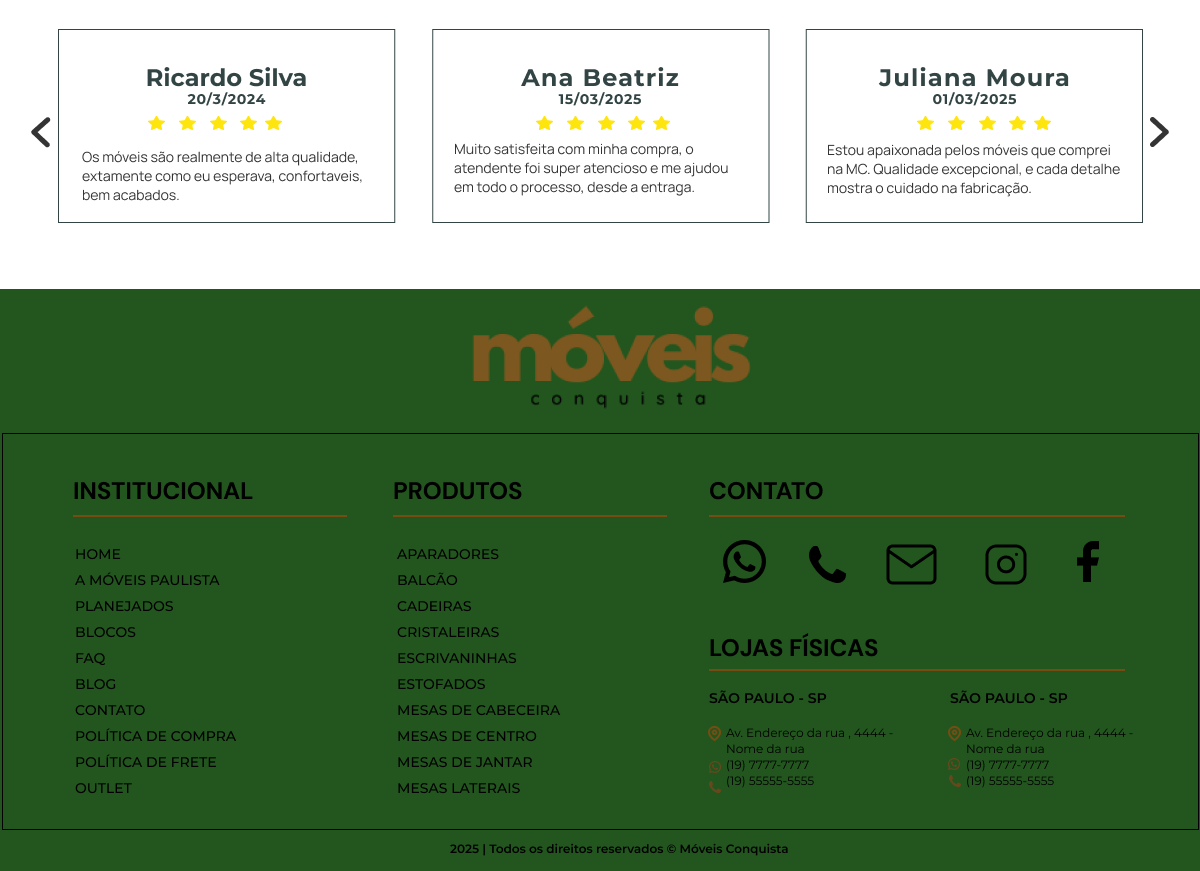 Ricardo Silva
20/3/2024
Os móveis são realmente de alta qualidade,
extamente como eu esperava, confortaveis,
bem acabados.
Ana Beatriz
15/03/2025
Muito satisfeita com minha compra, o
atendente foi super atencioso e me ajudou
em todo o processo, desde a entraga.
Juliana Moura
01/03/2025
Estou apaixonada pelos móveis que comprei
na MC. Qualidade excepcional, e cada detalhe
mostra o cuidado na fabricação.
móveis
conquista
INSTITUCIONAL
HOME
A MÓVEIS PAULISTA
PLANEJADOS
BLOCOS
FAQ
BLOG
CONTATO
POLÍTICA DE COMPRA
POLÍTICA DE FRETE
OUTLET
PRODUTOS
APARADORES
BALCÃO
CADEIRAS
CRISTALEIRAS
ESCRIVANINHAS
ESTOFADOS
MESAS DE CABECEIRA
MESAS DE CENTRO
MESAS DE JANTAR
MESAS LATERAIS
CONTATO
LOJAS FÍSICAS
SÃO PAULO - SP
Av. Endereço da rua , 4444 -
Nome da rua
(19) 7777-7777
(19) 55555-5555
SÃO PAULO - SP
Av. Endereço da rua , 4444 -
Nome da rua
(19) 7777-7777
(19) 55555-5555
2025 | Todos os direitos reservados © Móveis Conquista